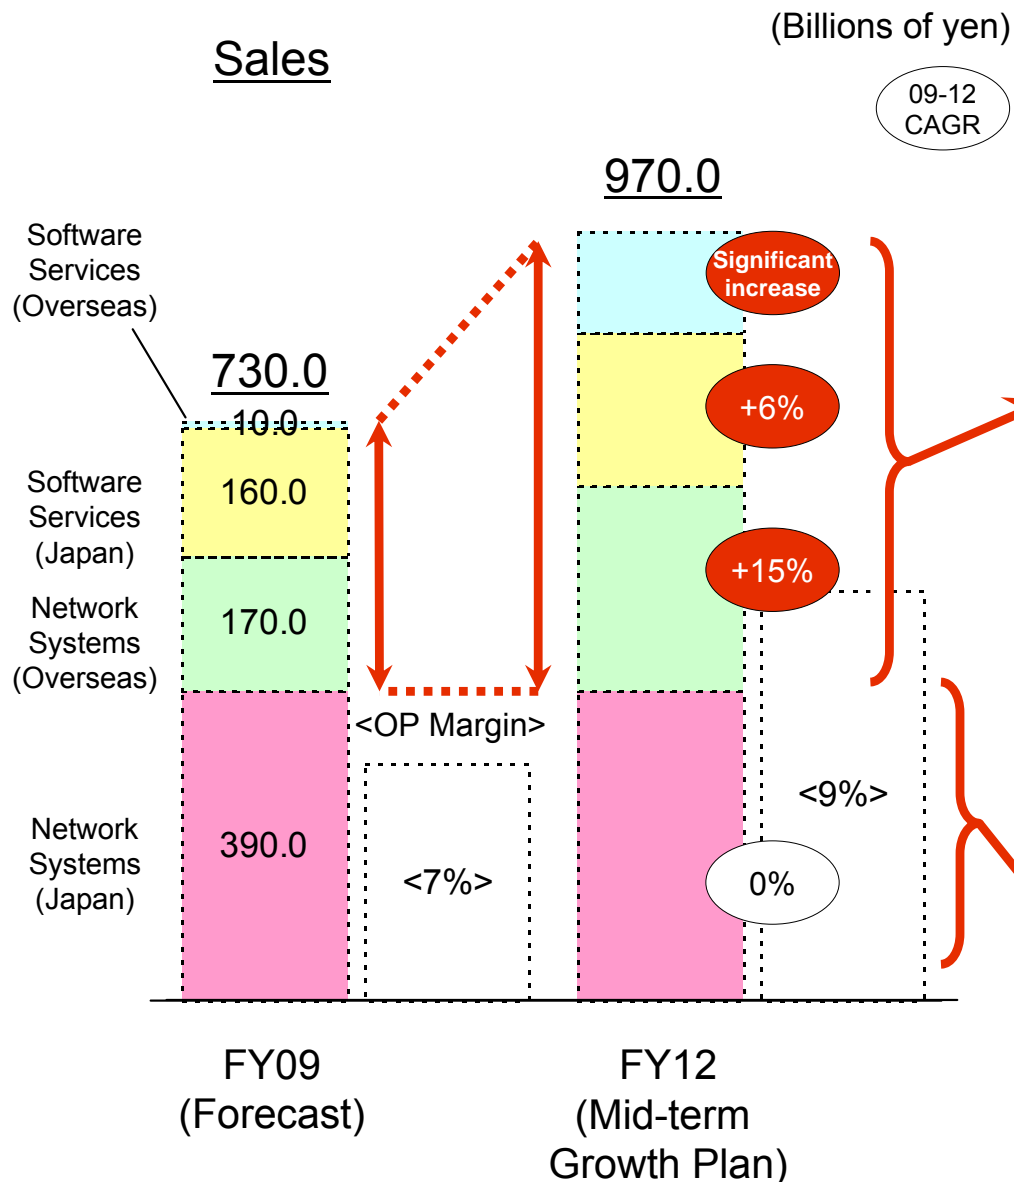 (Billions of yen)
Sales
09-12
CAGR
970.0
Software
Services
(Overseas)
Significant
increase
730.0
10.0
+6%
Software
Services
(Japan)
160.0
+15%
Network
Systems
(Overseas)
170.0
<OP Margin>
<9%>
Network
Systems
(Japan)
390.0
<7%>
0%
FY09
(Forecast)
FY12
(Mid-term
Growth Plan)